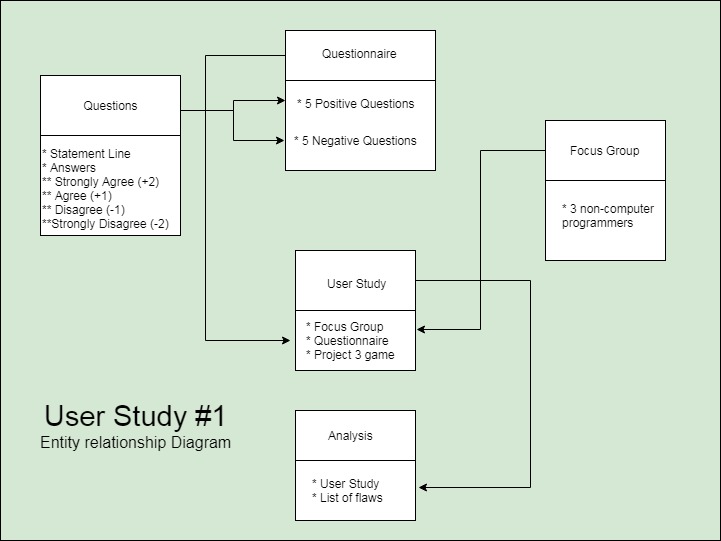 Questionnaire
* 5 Positive Questions
* 5 Negative Questions
Questions
* Statement Line
* Answers
** Strongly Agree (+2)
** Agree (+1)
** Disagree (-1)
**Strongly Disagree (-2)
Focus Group
* 3 non-computer
programmers
User Study
* Focus Group
* Questionnaire
* Project 3 game
User Study #1
Entity relationship Diagram
Analysis
* User Study
* List of flaws